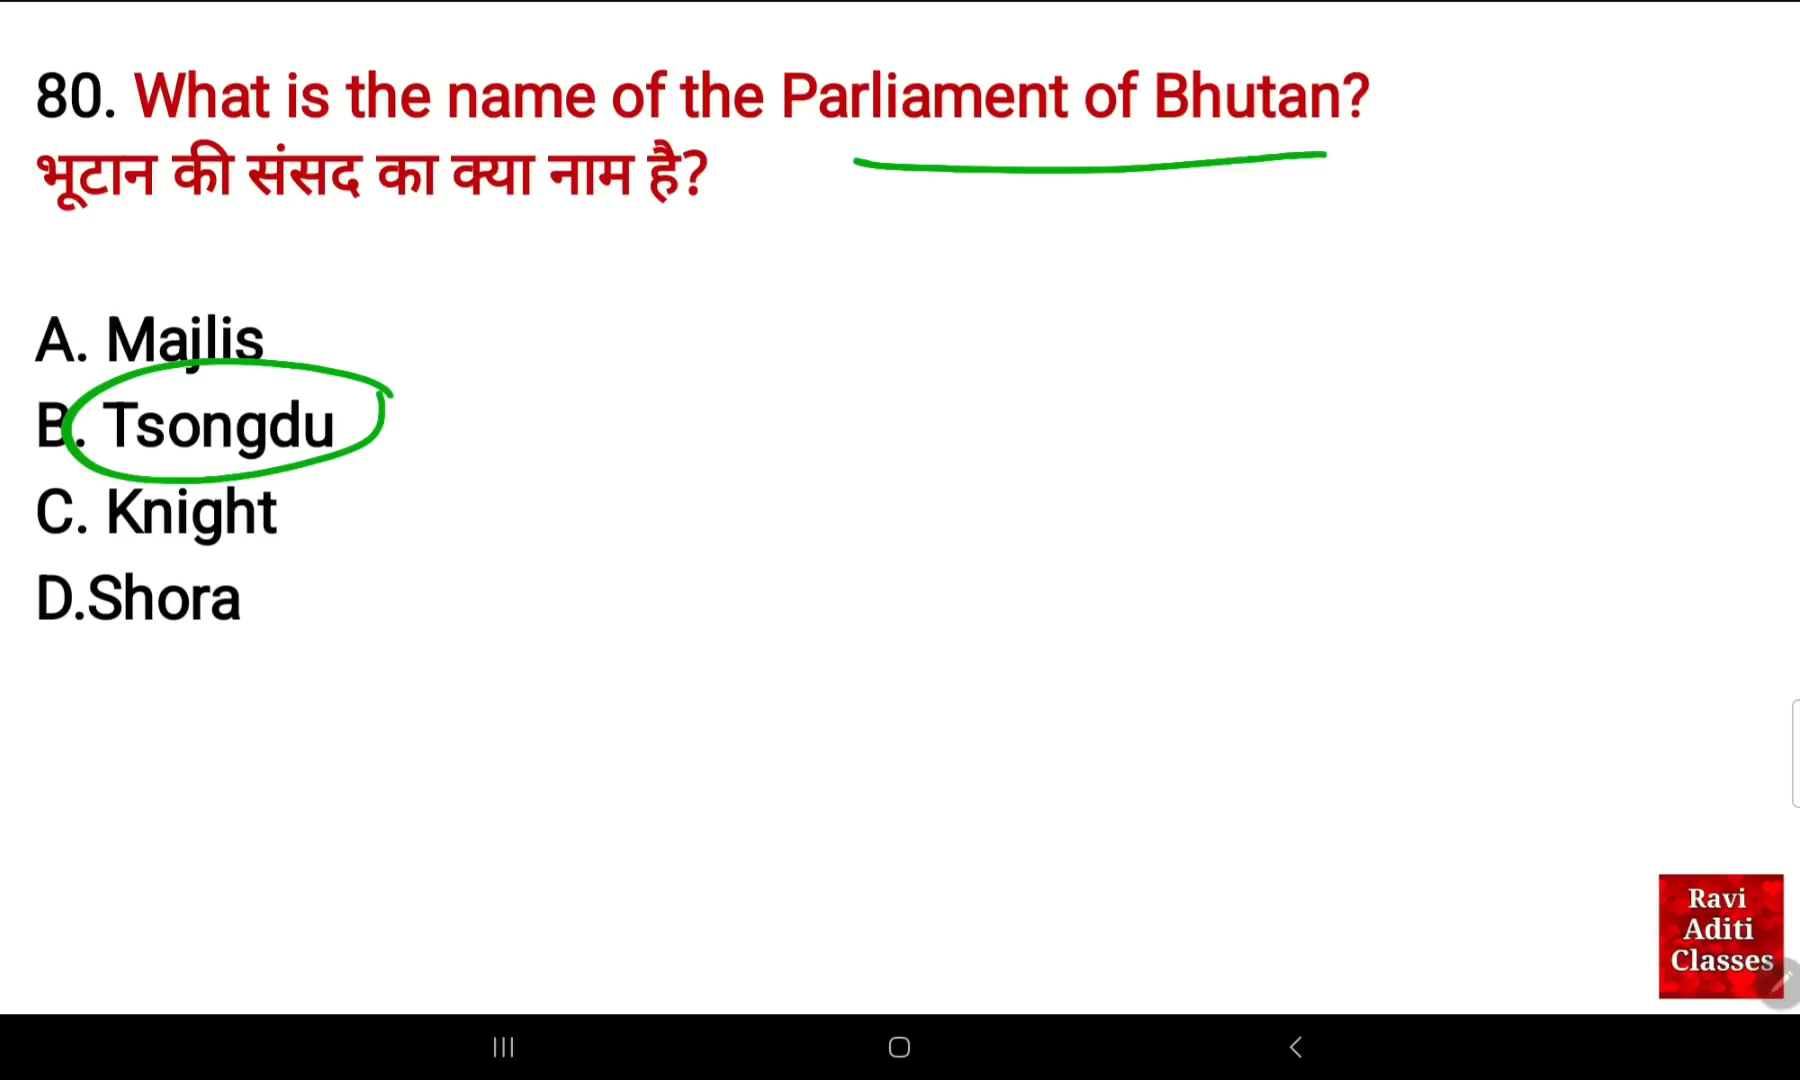 80. What is the name of the Parliament of Bhutan?
भूटान की संसद का क्या नाम है?
A. Majlis
B. Tsongdu
C. Knight
D.Shora
Ravi
Aditi
Classes